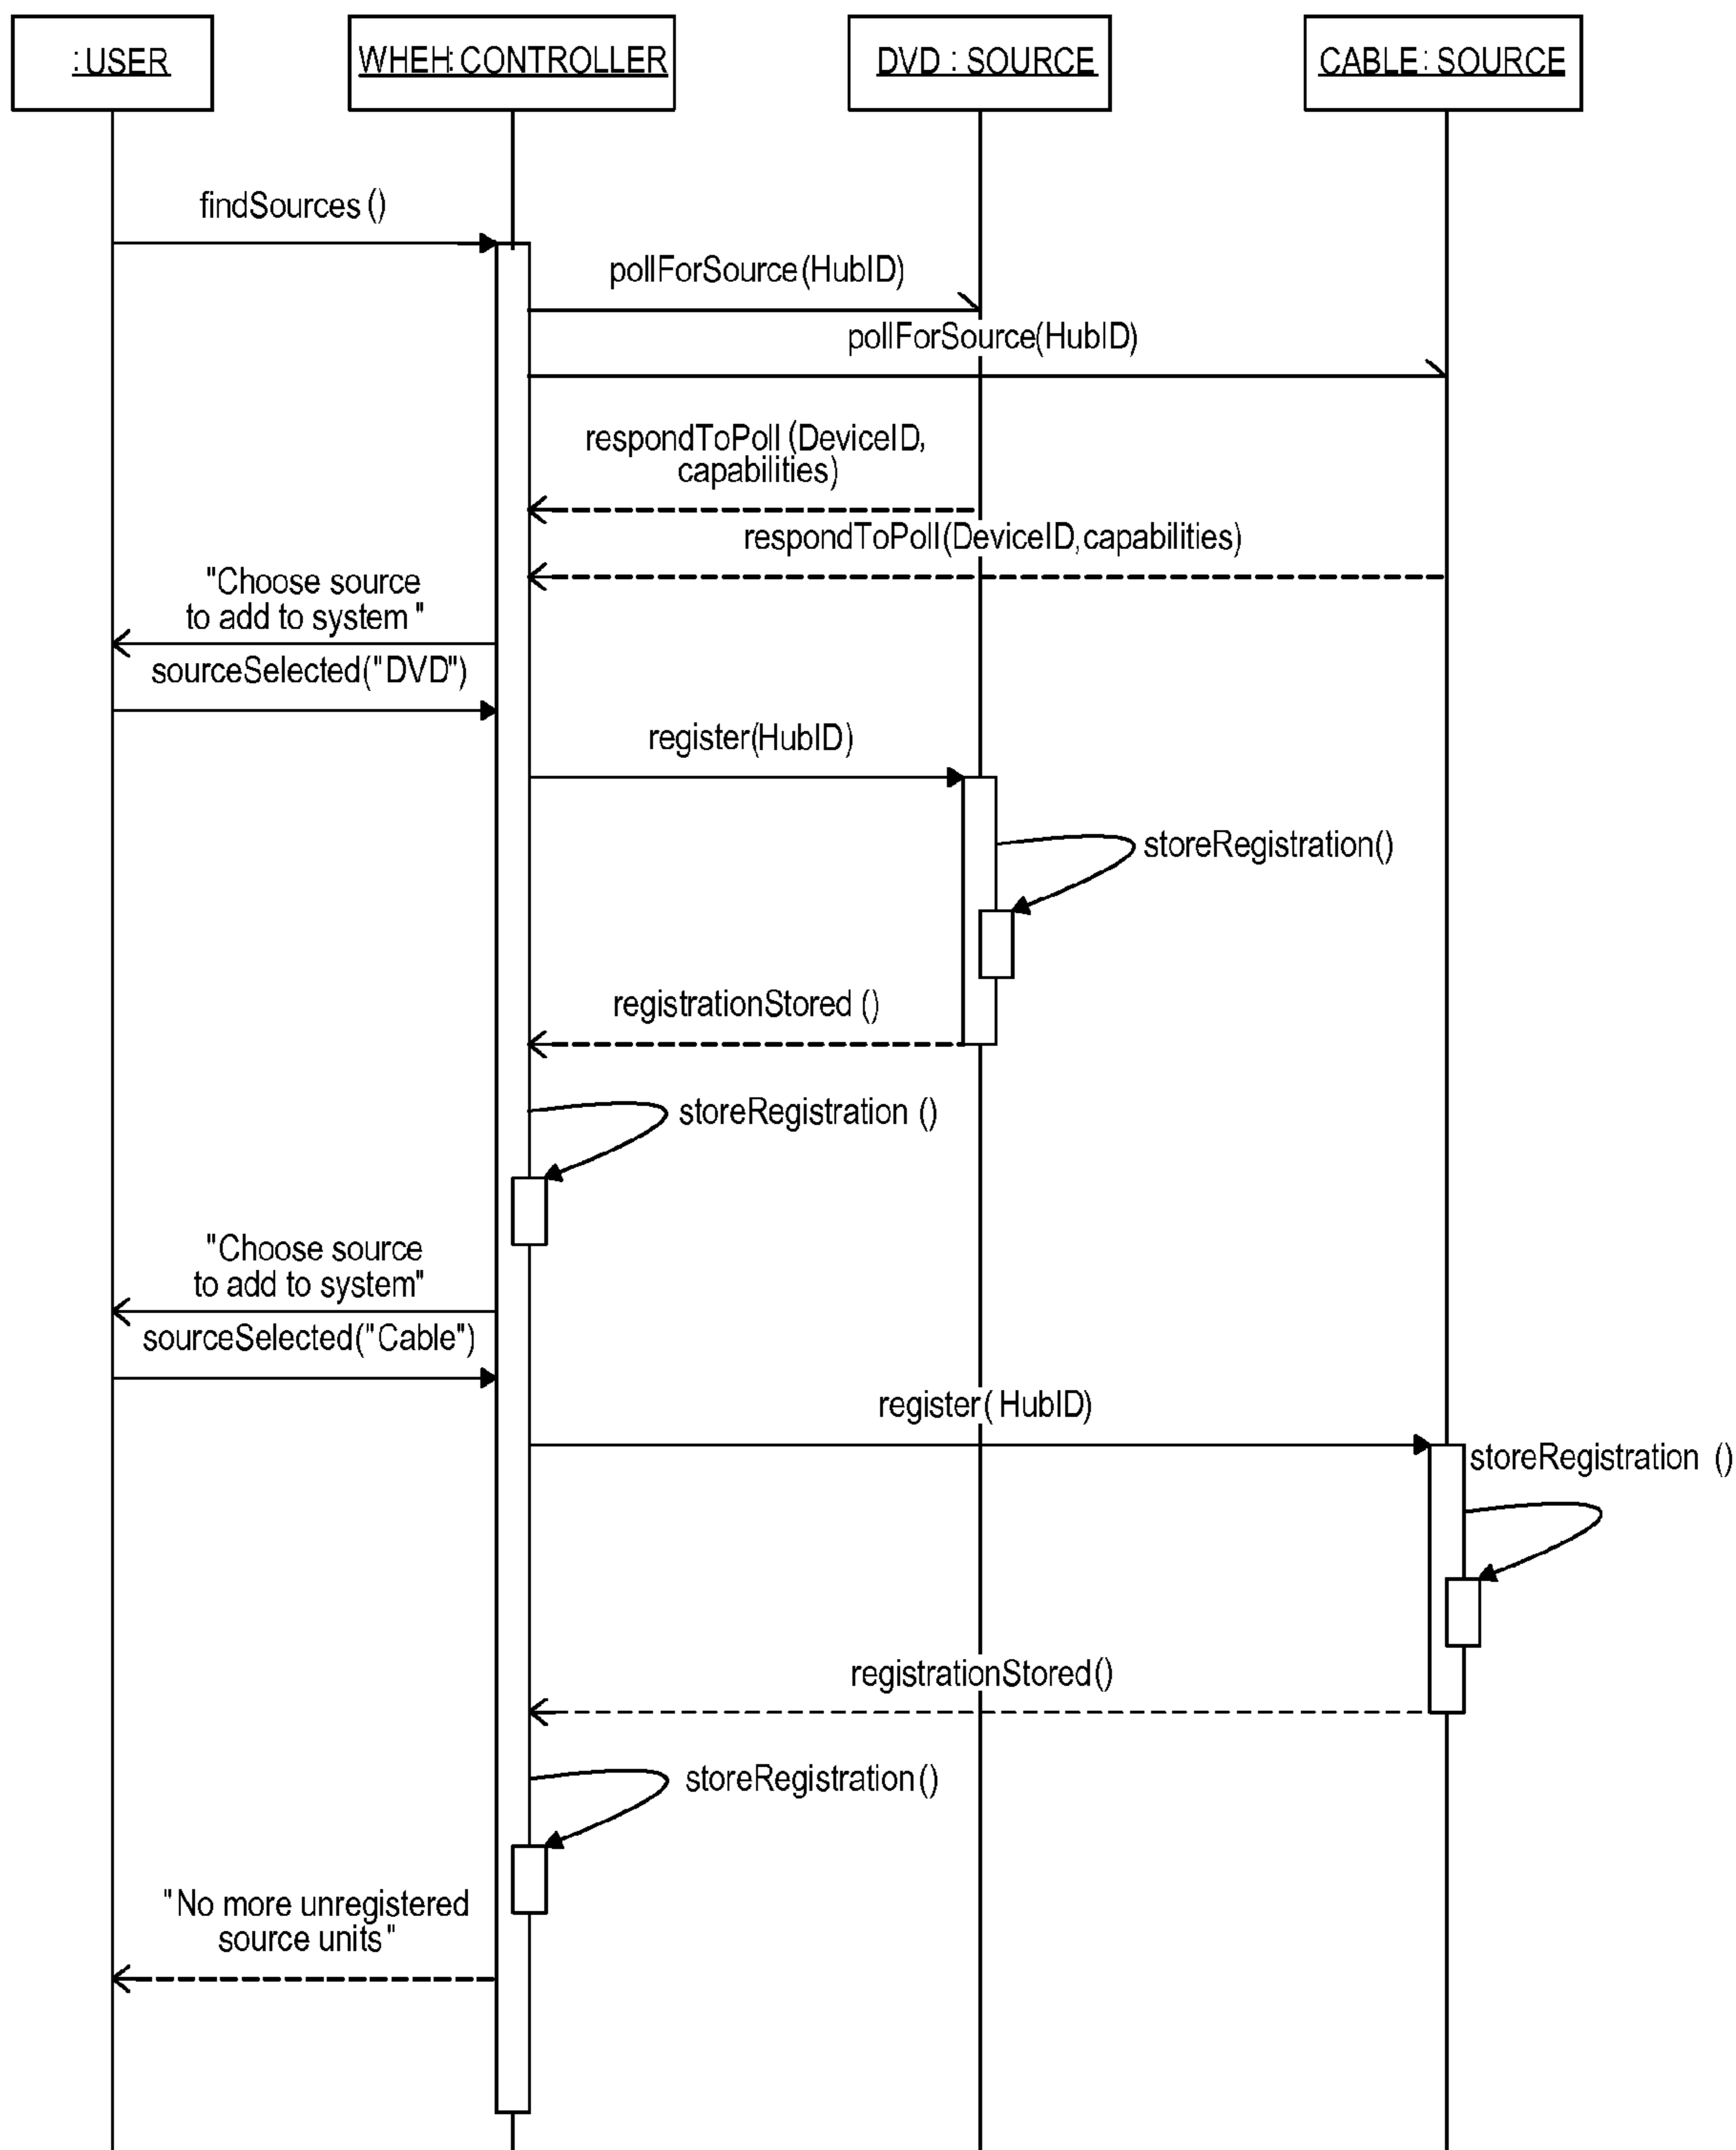 : USER
WHEH: CONTROLLER
DVD : SOURCE
CABLE : SOURCE
findSources ()
pollForSource (HubID)
pollForSource(HubID)
respondToPoll (DeviceID,
capabilities)
respondToPoll(DeviceID,capabilities)
"Choose source
to add to system "
sourceSelected("DVD")
register(HubID)
storeRegistration()
registrationStored ()
storeRegistration ()
"Choose source
to add to system"
sourceSelected("Cable")
register( HubID)
storeRegistration ()
registrationStored()
storeRegistration()
"No more unregistered
source units"